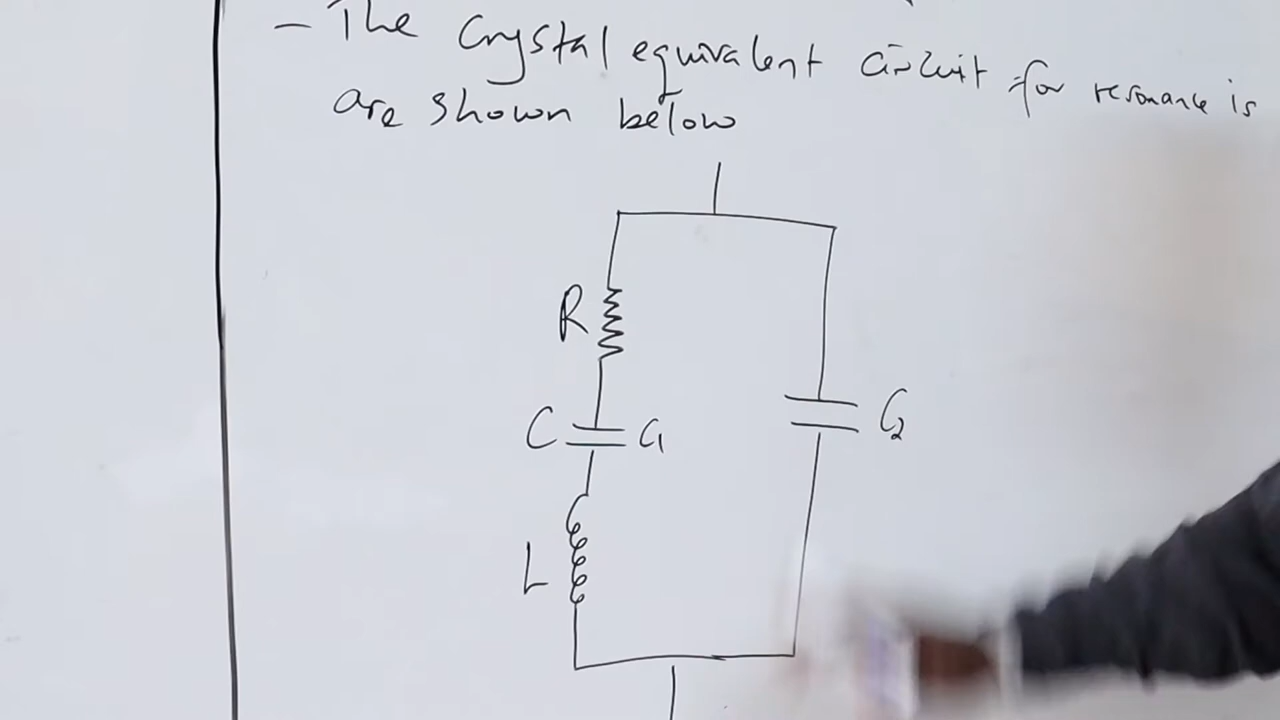 - The Crystal equivalent circuit for resonance is
are shown below
R
C C1
C2
L